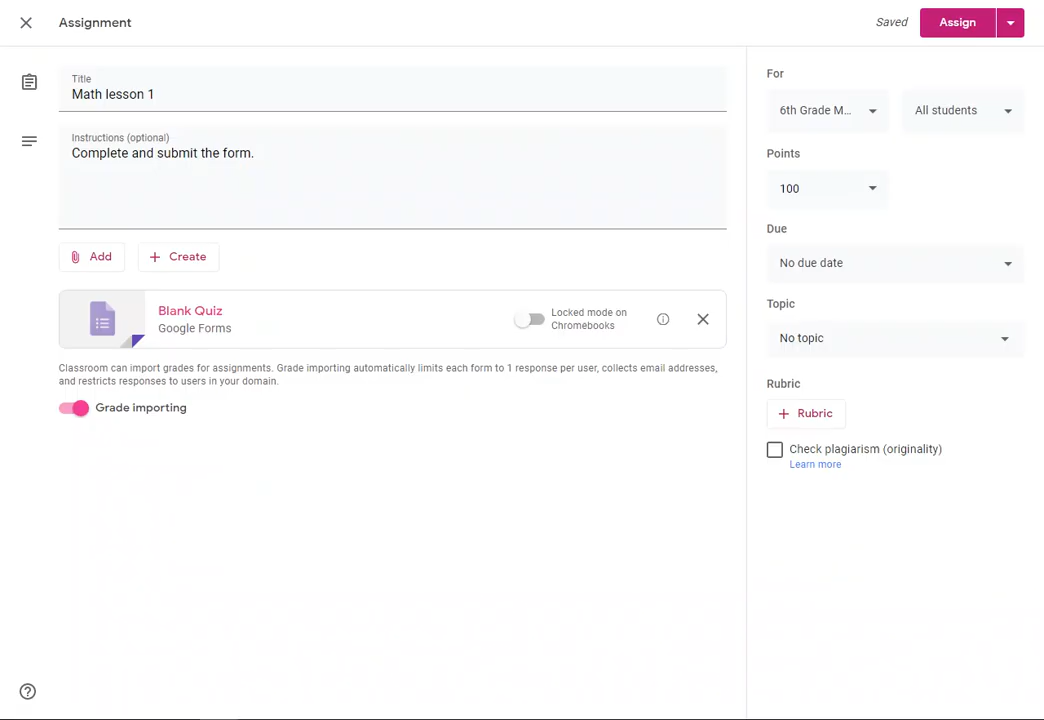 Assignment
Saved
Assign
Title
Math lesson 1
Instructions (optional)
Complete and submit the form.
Add
Create
Blank Quiz
Google Forms
Locked mode on
Chromebooks
Classroom can import grades for assignments. Grade importing automatically limits each form to 1 response per user, collects email addresses,
and restricts responses to users in your domain.
Grade importing
For
6th Grade M...
All students
Points
100
Due
No due date
Topic
No topic
Rubric
Rubric
Check plagiarism (originality)
Learn more